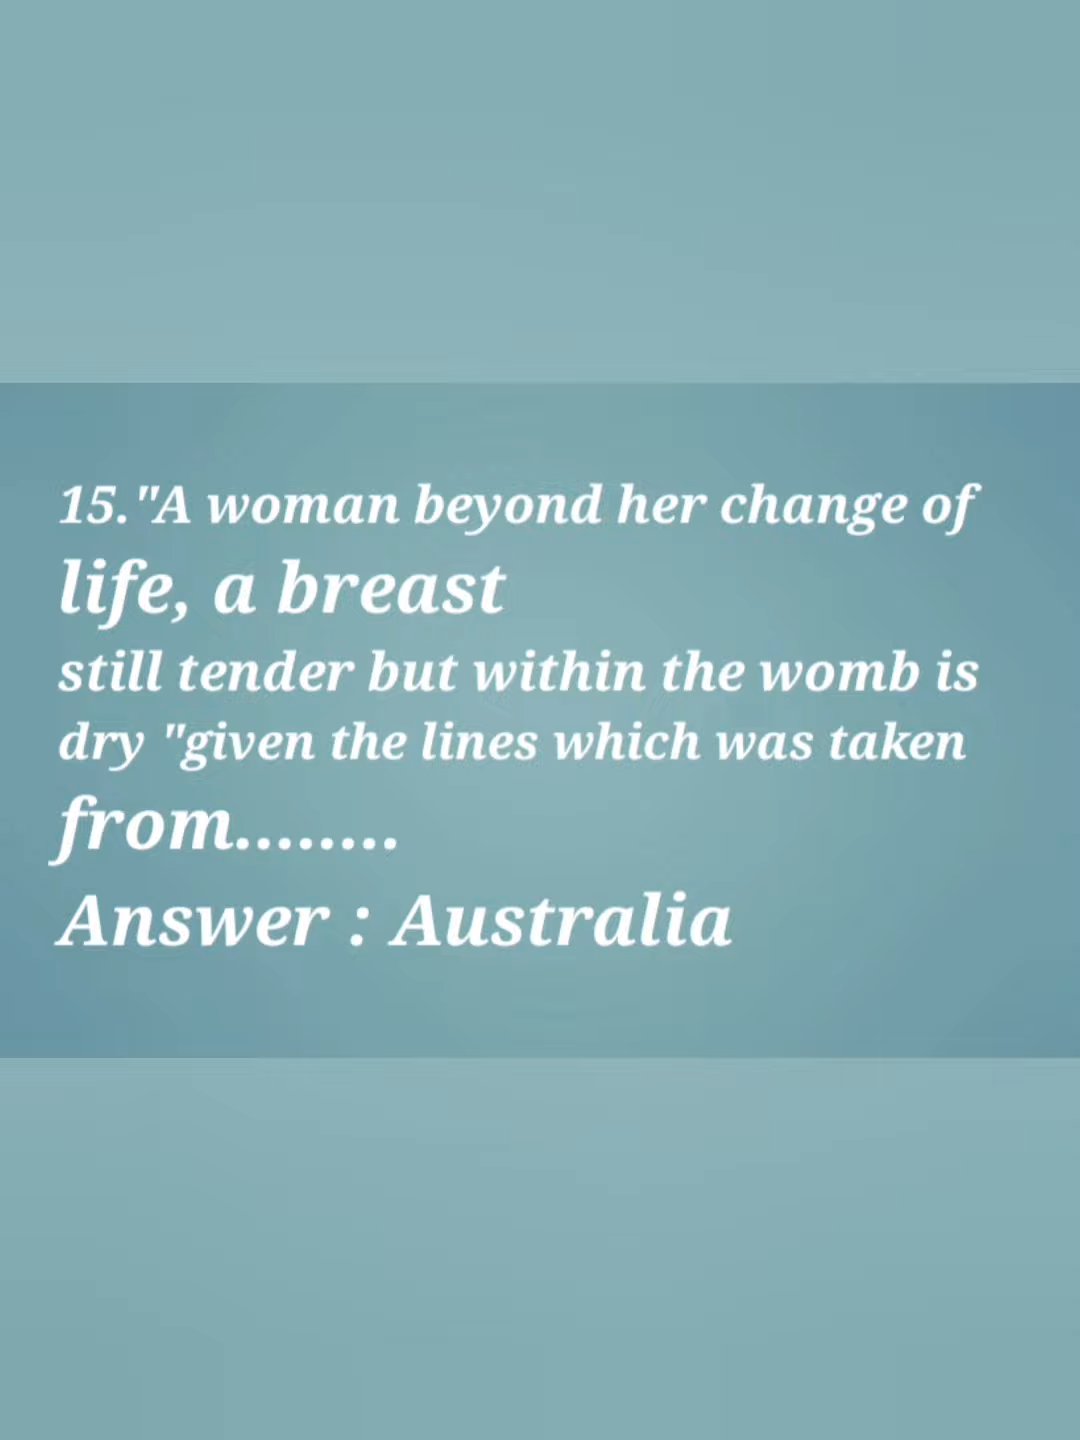 15."A woman beyond her change of
life, a breast
still tender but within the womb is
dry "given the lines which was taken
from........
Answer : Australia